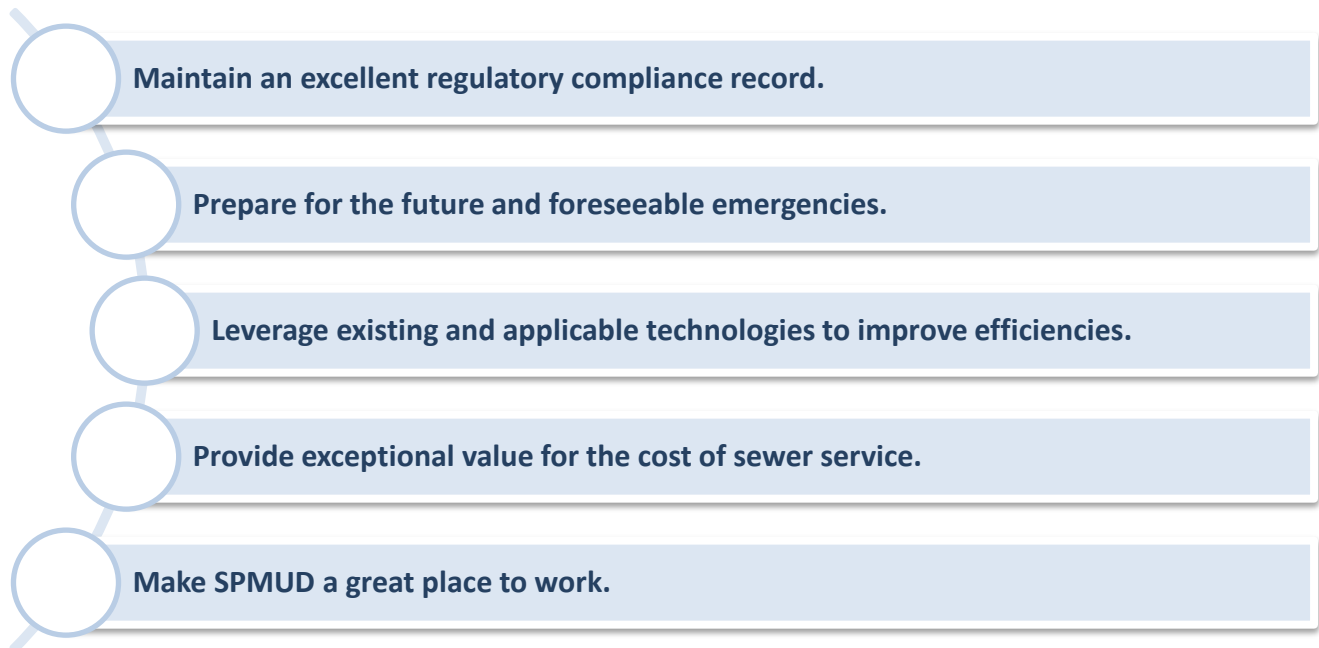 Maintain an excellent regulatory compliance record.
Prepare for the future and foreseeable emergencies.
Leverage existing and applicable technologies to improve efficiencies.
Provide exceptional value for the cost of sewer service.
Make SPMUD a great place to work.